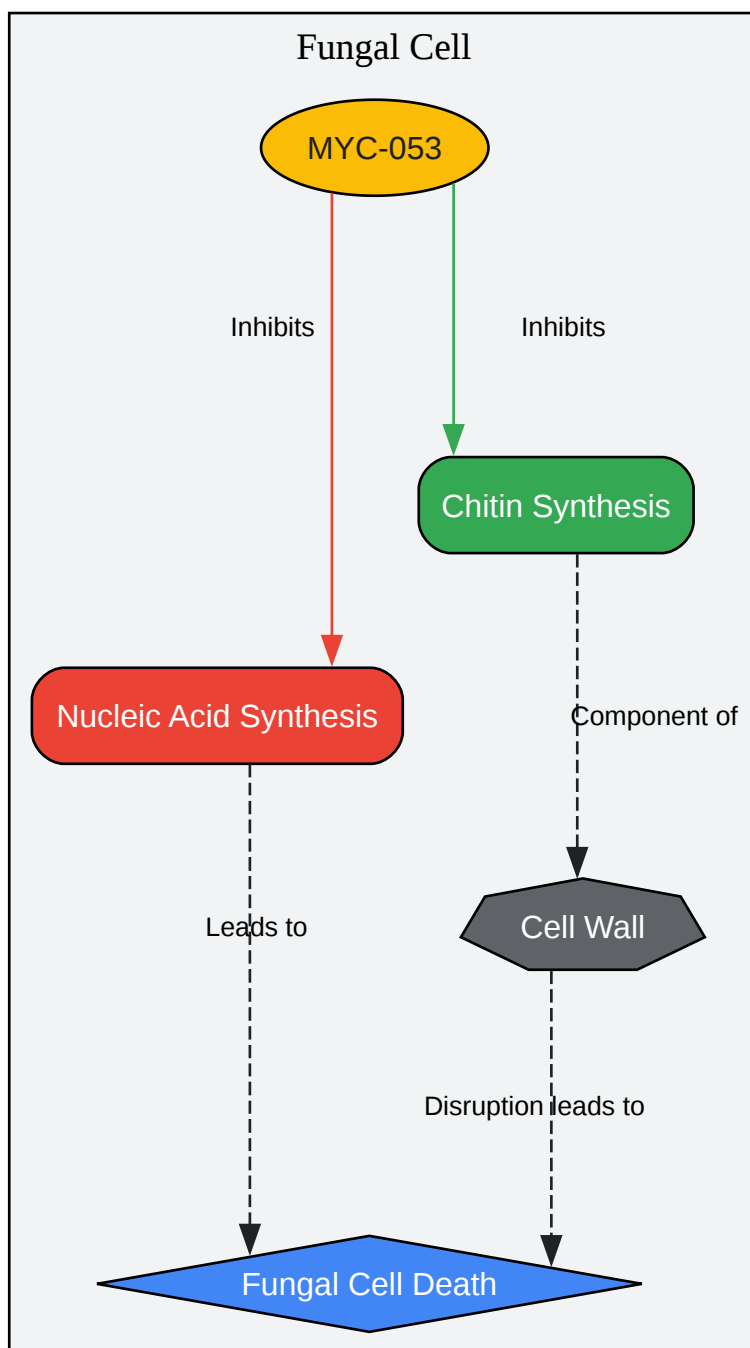 Fungal Cell
MYC-053
Inhibits
Inhibits
Chitin Synthesis
Nucleic Acid Synthesis
Component of
Leads to
Cell Wall
Disruption leads to
Fungal Cell Death